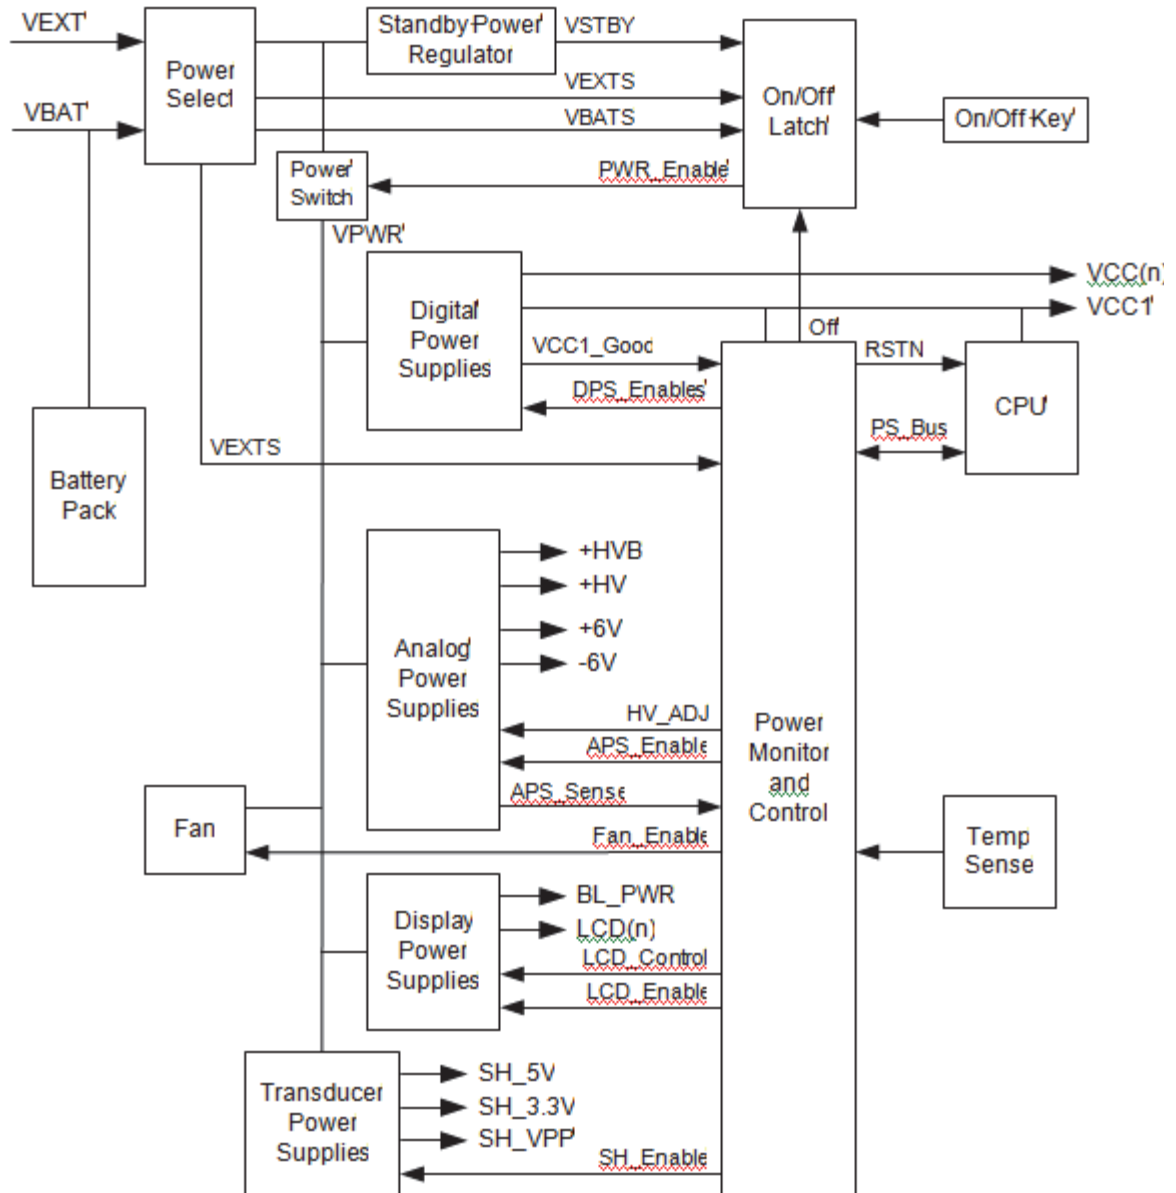 VEXT'
Standby Power'
Regulator
VSTBY
Power
Select
VEXTS
On/Off'
Latch'
VBAT'
VBATS
On/Off Key'
Power'
Switch
PWR_Enable'
VPWR'
VCC(n)
VCC1'
Digital'
Power
Supplies
Off'
VCC1_Good
RSTN
DPS_Enables'
CPU'
PS_Bus
VEXTS
Battery
Pack
+HVB
+HV
+6V
-6V
Analog'
Power
Supplies
HV_ADJ
APS_Enable
APS_Sense
Power
Monitor
and
Control
Fan
Fan_Enable
Temp
Sense
Display
Power
Supplies
BL_PWR
LCD(n)
LCD_Control
LCD_Enable
Transducer
Power
Supplies
SH_5V
SH_3.3V
SH_VPP'
SH_Enable